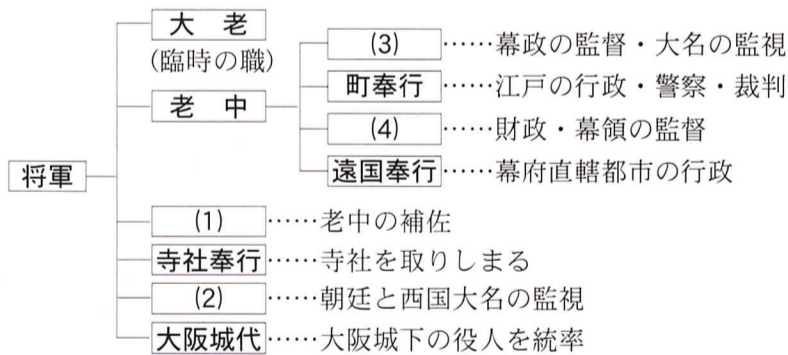 大老
(臨時の職)
老中
(3)……幕政の監督・大名の監視
町奉行……江戸の行政・警察・裁判
(4)……財政・幕領の監督
遠国奉行……幕府直轄都市の行政
将軍
(1)……老中の補佐
寺社奉行……寺社を取りしまる
(2)……朝廷と西国大名の監視
大阪城代……大阪城下の役人を統率